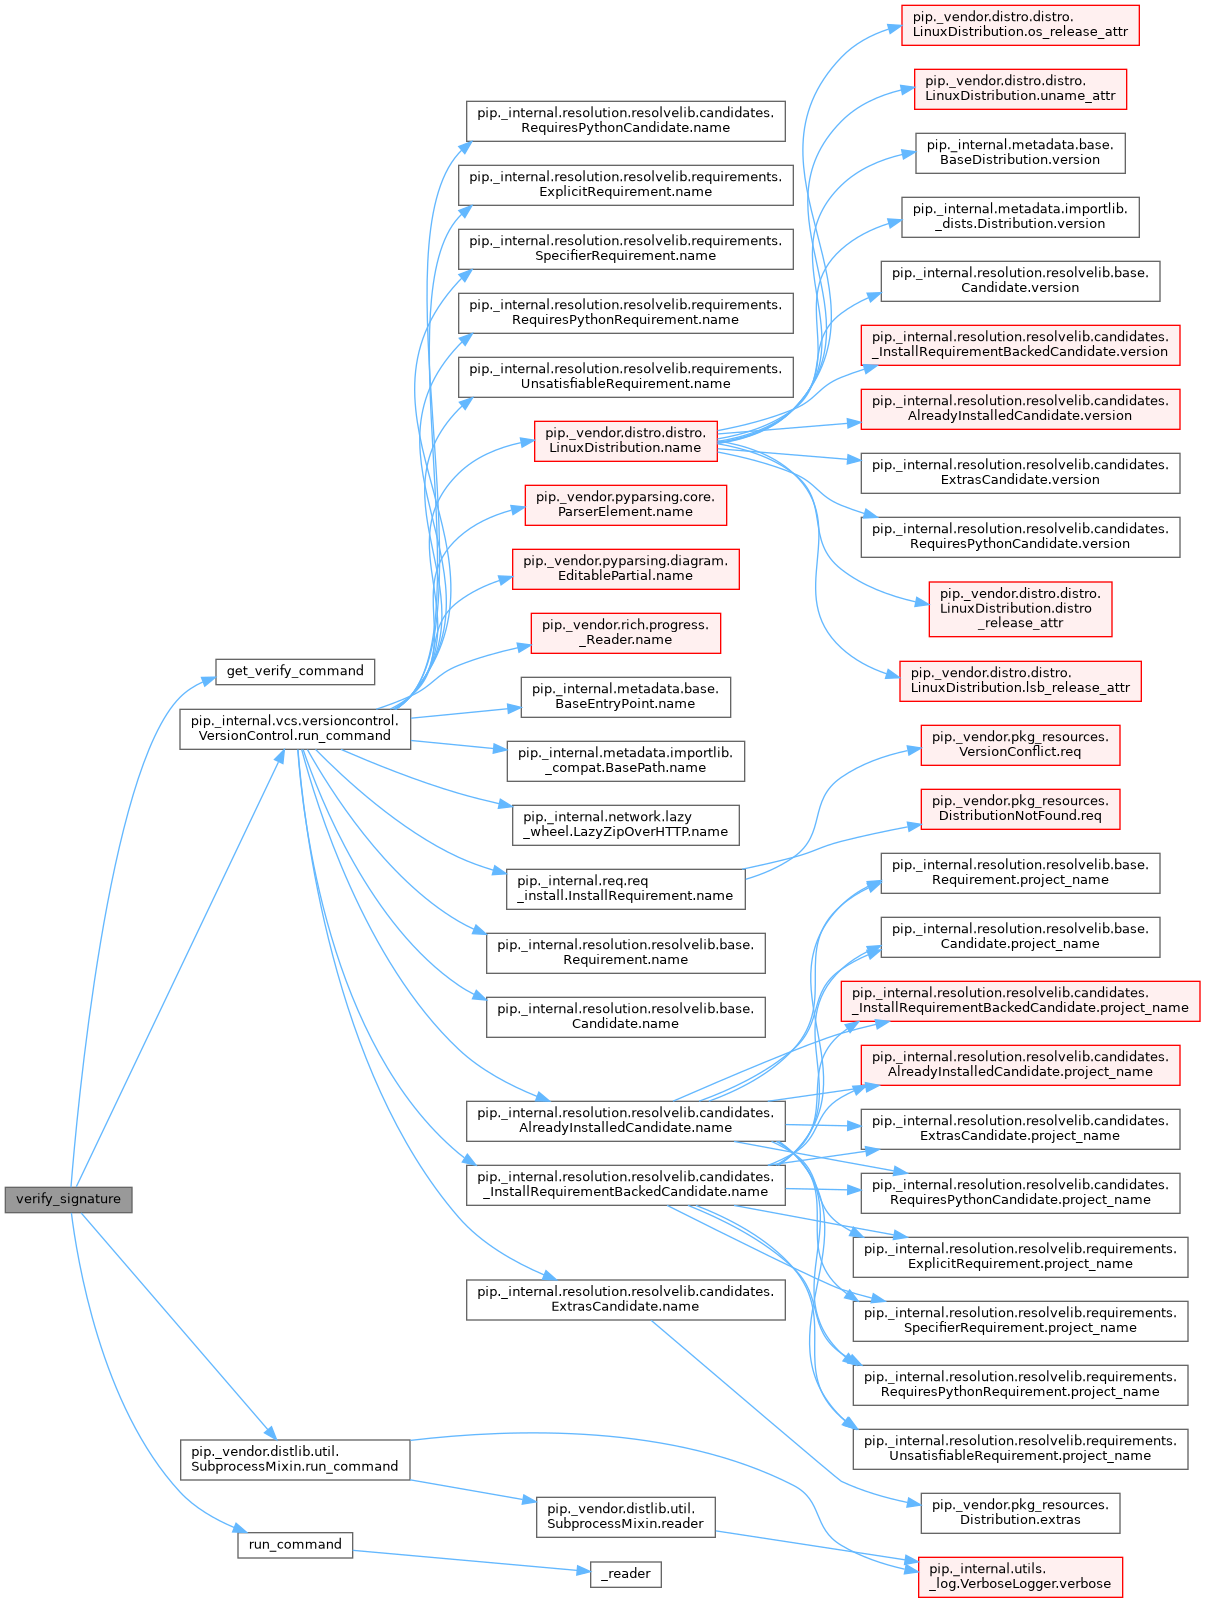 verify_signature
get_verify_command
pip._internal.vcs.versioncontrol.
VersionControl.run_command
pip._vendor.distlib.util.
SubprocessMixin.run_command
run_command
pip._internal.resolution.resolvelib.candidates.
RequiresPythonCandidate.name
pip._internal.resolution.resolvelib.requirements.
ExplicitRequirement.name
pip._internal.resolution.resolvelib.requirements.
SpecifierRequirement.name
pip._internal.resolution.resolvelib.requirements.
RequiresPythonRequirement.name
pip._internal.resolution.resolvelib.requirements.
UnsatisfiableRequirement.name
pip._vendor.distro.distro.
LinuxDistribution.name
pip._vendor.pyparsing.core.
ParserElement.name
pip._vendor.pyparsing.diagram.
EditablePartial.name
pip._vendor.rich.progress.
_Reader.name
pip._internal.metadata.base.
BaseEntryPoint.name
pip._internal.metadata.importlib.
_compat.BasePath.name
pip._internal.network.lazy
_wheel.LazyZipOverHTTP.name
pip._internal.req.req
_install.InstallRequirement.name
pip._internal.resolution.resolvelib.base.
Requirement.name
pip._internal.resolution.resolvelib.base.
Candidate.name
pip._internal.resolution.resolvelib.candidates.
AlreadyInstalledCandidate.name
pip._internal.resolution.resolvelib.candidates.
_InstallRequirementBackedCandidate.name
pip._internal.resolution.resolvelib.candidates.
ExtrasCandidate.name
pip._vendor.distlib.util.
SubprocessMixin.reader
_reader
pip._vendor.distro.distro.
LinuxDistribution.os_release_attr
pip._vendor.distro.distro.
LinuxDistribution.uname_attr
pip._internal.metadata.base.
BaseDistribution.version
pip._internal.metadata.importlib.
_dists.Distribution.version
pip._internal.resolution.resolvelib.base.
Candidate.version
pip._internal.resolution.resolvelib.candidates.
_InstallRequirementBackedCandidate.version
pip._internal.resolution.resolvelib.candidates.
AlreadyInstalledCandidate.version
pip._internal.resolution.resolvelib.candidates.
ExtrasCandidate.version
pip._internal.resolution.resolvelib.candidates.
RequiresPythonCandidate.version
pip._vendor.distro.distro.
LinuxDistribution.distro
_release_attr
pip._vendor.distro.distro.
LinuxDistribution.lsb_release_attr
pip._vendor.pkg_resources.
VersionConflict.req
pip._vendor.pkg_resources.
DistributionNotFound.req
pip._internal.resolution.resolvelib.base.
Requirement.project_name
pip._internal.resolution.resolvelib.base.
Candidate.project_name
pip._internal.resolution.resolvelib.candidates.
_InstallRequirementBackedCandidate.project_name
pip._internal.resolution.resolvelib.candidates.
AlreadyInstalledCandidate.project_name
pip._internal.resolution.resolvelib.candidates.
ExtrasCandidate.project_name
pip._internal.resolution.resolvelib.candidates.
RequiresPythonCandidate.project_name
pip._internal.resolution.resolvelib.requirements.
ExplicitRequirement.project_name
pip._internal.resolution.resolvelib.requirements.
SpecifierRequirement.project_name
pip._internal.resolution.resolvelib.requirements.
RequiresPythonRequirement.project_name
pip._internal.resolution.resolvelib.requirements.
UnsatisfiableRequirement.project_name
pip._vendor.pkg_resources.
Distribution.extras
pip._internal.utils.
_log.VerboseLogger.verbose